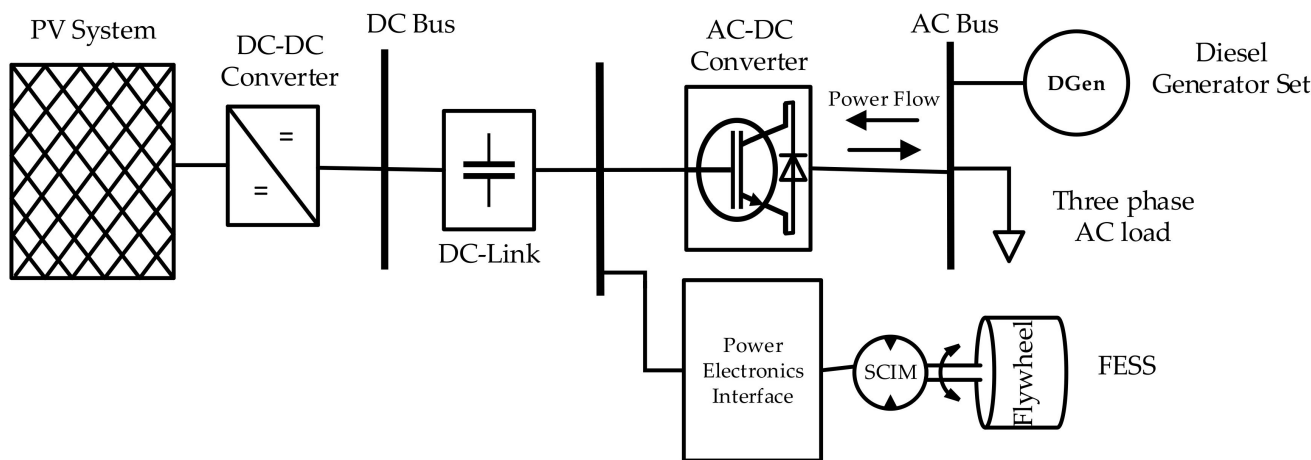 PV System
DC-DC
Converter
=
=
DC Bus
DC-Link
AC-DC
Converter
Power Flow
AC Bus
DGen
Diesel
Generator Set
Three phase
AC load
Power
Electronics
Interface
SCIM
Flywheel
FESS